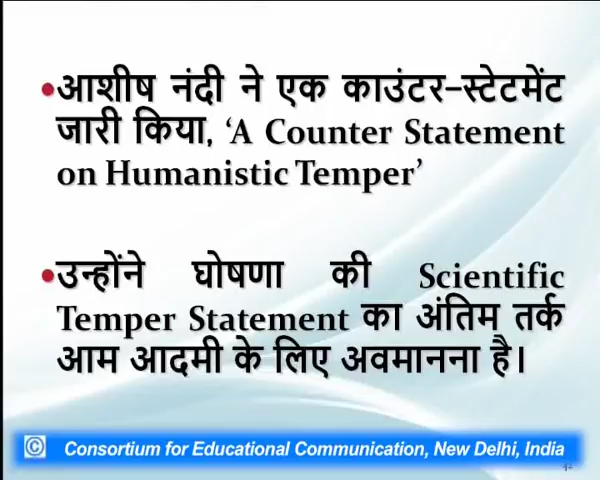 •आशीष नंदी ने एक काउंटर-स्टेटमेंट
जारी किया, ‘A Counter Statement
on Humanistic Temper’
•उन्होंने घोषणा की Scientific
Temper Statement का अंतिम तर्क
आम आदमी के लिए अवमानना है।
© Consortium for Educational Communication, New Delhi, India